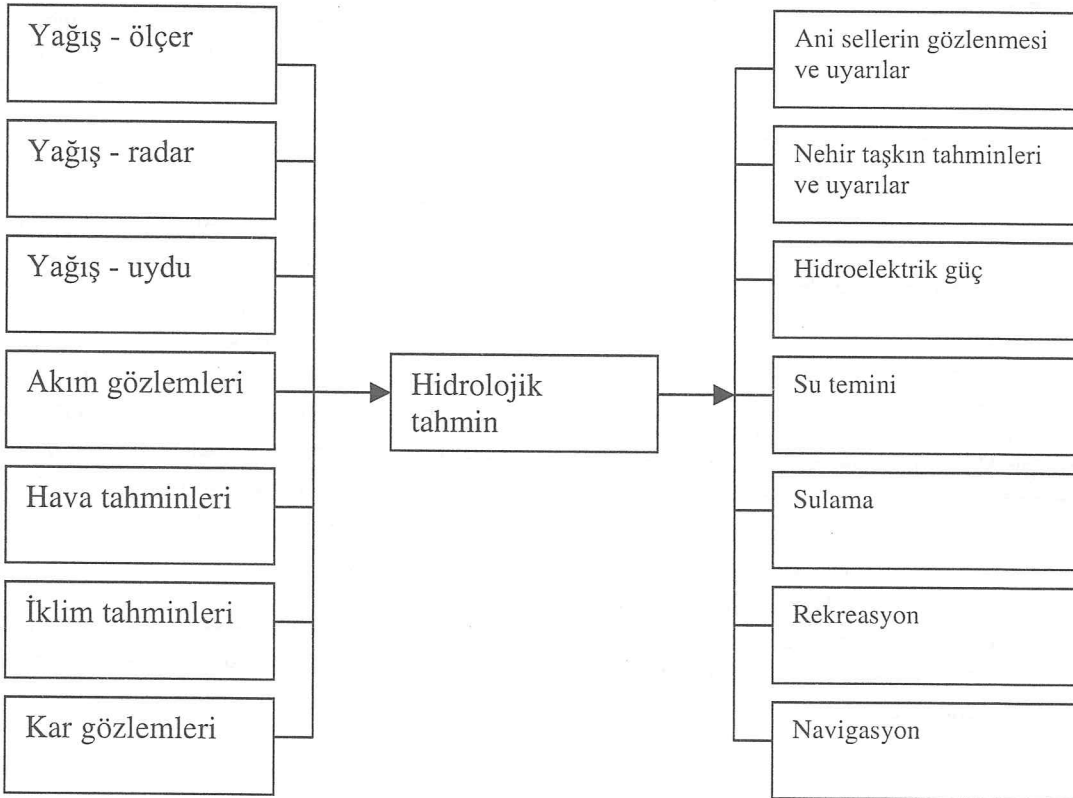 Yağış - ölçer
Yağış - radar
Yağış - uydu
Akım gözlemleri
Hava tahminleri
İklim tahminleri
Kar gözlemleri
Hidrolojik
tahmin
Ani sellerin gözlenmesi
ve uyarılar
Nehir taşkın tahminleri
ve uyarılar
Hidroelektrik güç
Su temini
Sulama
Rekreasyon
Navigasyon